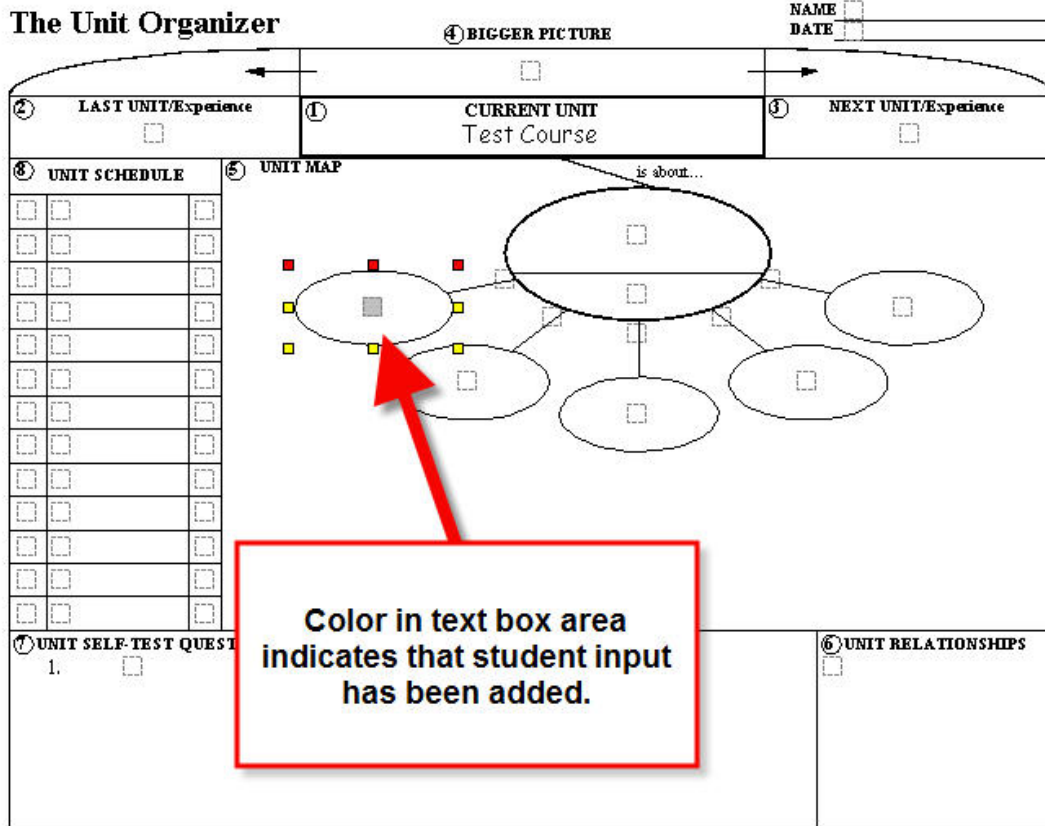 The Unit Organizer
NAME
DATE
④ BIGGER PICTURE
② LAST UNIT/Experience
① CURRENT UNIT
Test Course
③ NEXT UNIT/Experience
⑧ UNIT SCHEDULE
⑤ UNIT MAP
is about...
Color in text box area
indicates that student input
has been added.
⑦ UNIT SELF-TEST QUEST
1.
⑥ UNIT RELATIONSHIPS